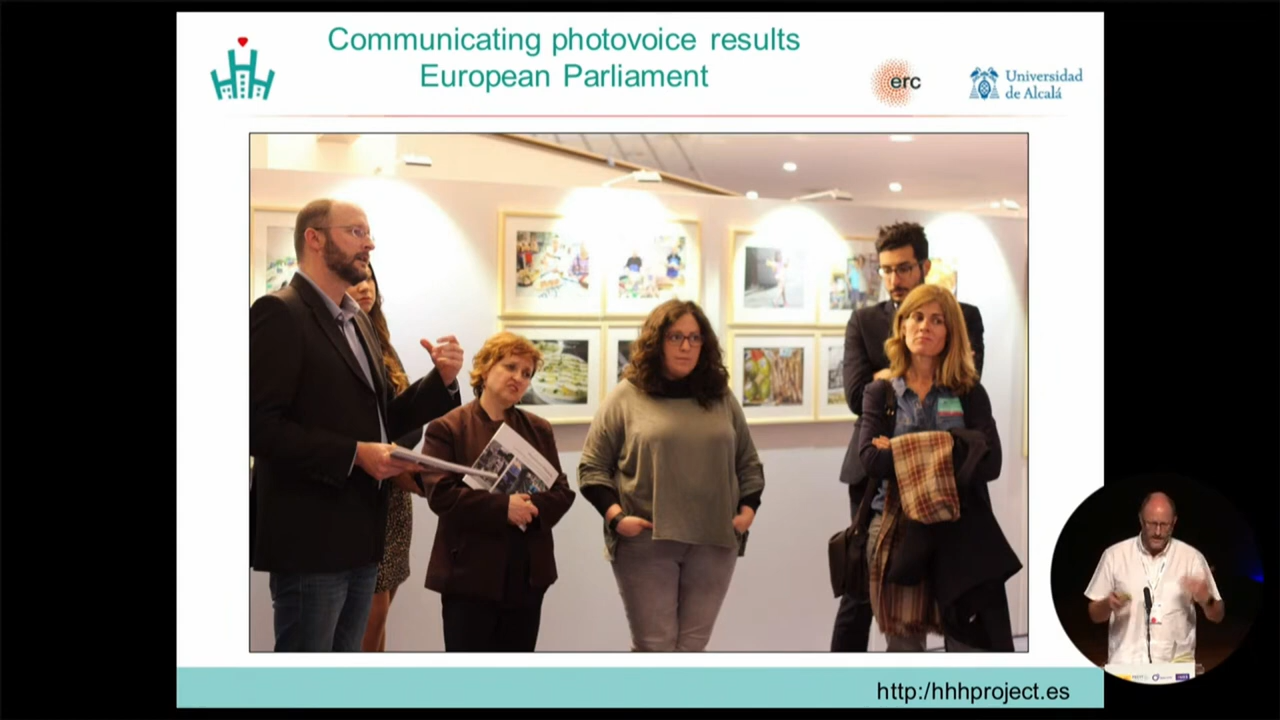 Communicating photovoice results
European Parliament
erc
Universidad
de Alcalá
http:/hhhproject.es